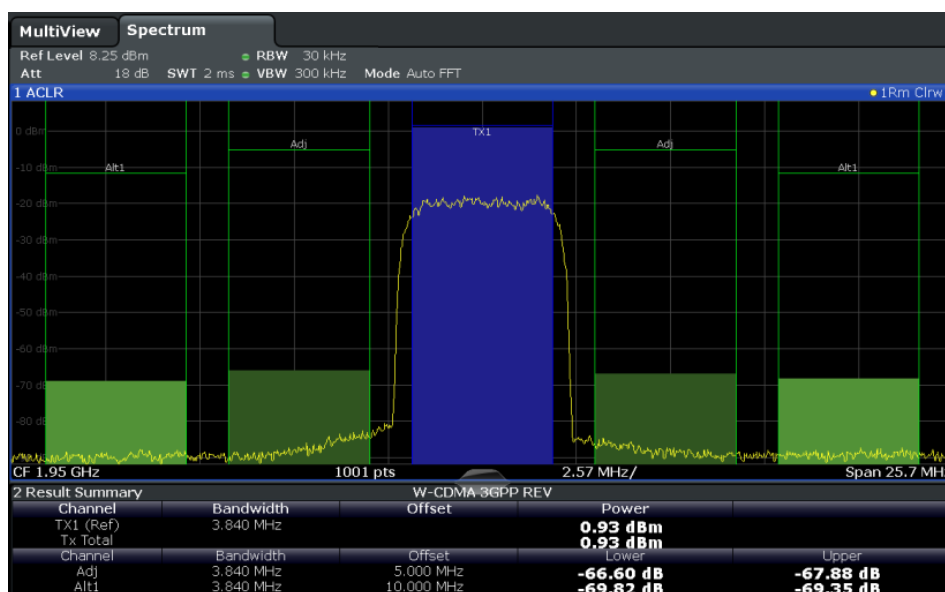 MultiView Spectrum
Ref Level 8.25 dBm RBW 30 kHz
Att 18 dB SWT 2 ms VBW 300 kHz Mode Auto FFT
1 ACLR 1Rm Clrw
0 dBm
TX1
Adj Adj
-10 dBm
Alt1 Alt1
-20 dBm
-30 dBm
-40 dBm
-50 dBm
-60 dBm
-70 dBm
-80 dB
CF 1.95 GHz 1001 pts 2.57 MHz/ Span 25.7 MH
2 Result Summary W-CDMA 3GPP REV
Channel Bandwidth Offset Power
TX1 (Ref) 3.840 MHz 0.93 dBm
Tx Total 0.93 dBm
Channel Bandwidth Offset Lower Upper
Adj 3.840 MHz 5.000 MHz -66.60 dB -67.88 dB
Alt1 3.840 MHz 10.000 MHz -69.82 dB -69.35 dB